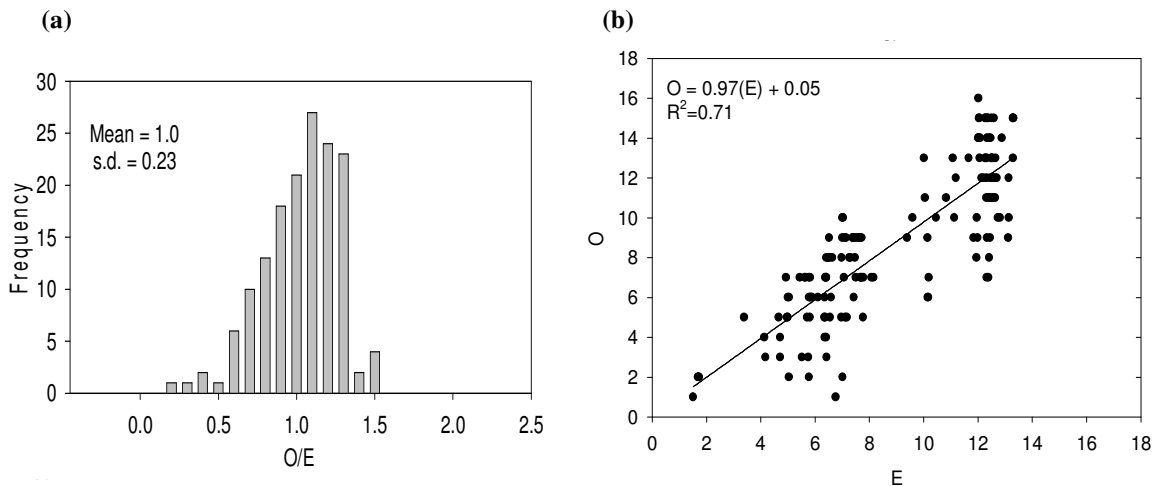 (a)
30
25
20
15
10
5
0
Frequency
Mean = 1.0
s.d. = 0.23
0.0 0.5 1.0 1.5 2.0 2.5
O/E
(b)
18
16
14
12
10
8
6
4
2
0
O
O = 0.97(E) + 0.05
R²=0.71
0 2 4 6 8 10 12 14 16 18
E